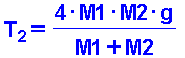 T₂ = 4·M1·M2·g / M1+M2